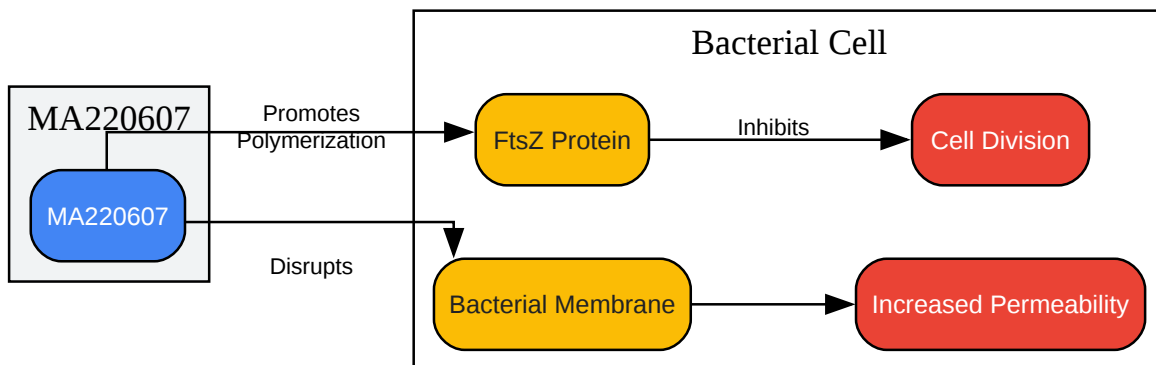 Bacterial Cell
MA220607
Promotes
Polymerization
FtsZ Protein
Inhibits
Cell Division
MA220607
Disrupts
Bacterial Membrane
Increased Permeability